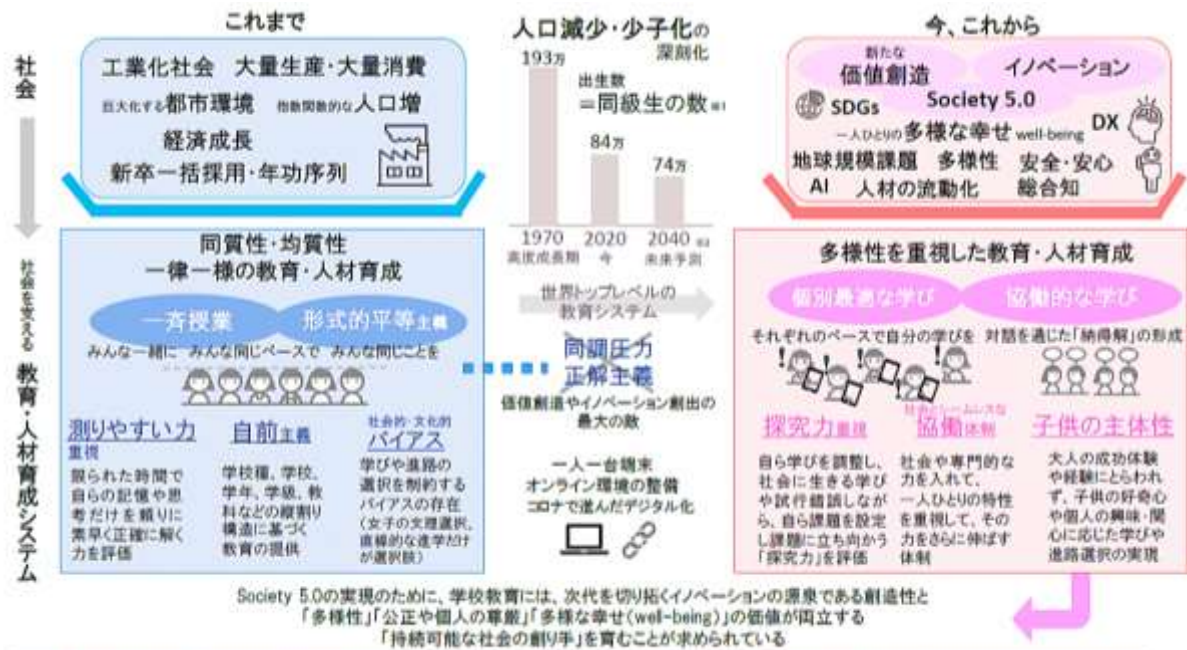 これまで
社会
工業化社会 大量生産・大量消費
巨大化する都市環境 指数関数的な人口増
経済成長
新卒一括採用・年功序列
人口減少・少子化の
深刻化
193万
出生数
=同級生の数 ※1
84万
74万
1970
2020
2040 ※2
高度成長期
今
未来予測
今、これから
新たな
価値創造
イノベーション
SDGs
Society 5.0
一人ひとりの多様な幸せ well-being
DX
地球規模課題 多様性 安全・安心
AI 人材の流動化 総合知
社会を支える 教育・人材育成システム
同質性・均質性
一律一様の教育・人材育成
一斉授業
形式的平等主義
みんな一緒に みんな同じペースで みんな同じことを
測りやすい力
重視
限られた時間で
自らの記憶や思
考だけを頼りに
素早く正確に解く
力を評価
自前主義
学校種、学校、
学年、学級、教
科などの縦割り
構造に基づく
教育の提供
社会的・文化的
バイアス
学びや進路の
選択を制約する
バイアスの存在
(女子の文理選択、
直線的な進学だけ
が選択肢)
世界トップレベルの
教育システム
同調圧力
正解主義
価値創造やイノベーション創出の
最大の敵
一人一台端末
オンライン環境の整備
コロナで進んだデジタル化
多様性を重視した教育・人材育成
個別最適な学び
協働的な学び
それぞれのペースで自分の学びを
対話を通じた「納得解」の形成
探究力重視
自ら学びを調整し、
社会に生きる学び
や試行錯誤しなが
ら、自ら課題を設定
し課題に立ち向かう
「探究力」を評価
社会とシームレスな
協働体制
社会や専門的な
力を入れて、
一人ひとりの特性
を重視して、その
力をさらに伸ばす
体制
子供の主体性
大人の成功体験
や経験にとらわれ
ず、子供の好奇心
や個人の興味・関
心に応じた学びや
進路選択の実現
Society 5.0の実現のために、学校教育には、次代を切り拓くイノベーションの源泉である創造性と
「多様性」「公正や個人の尊厳」「多様な幸せ(well-being)」の価値が両立する
「持続可能な社会の創り手」を育むことが求められている